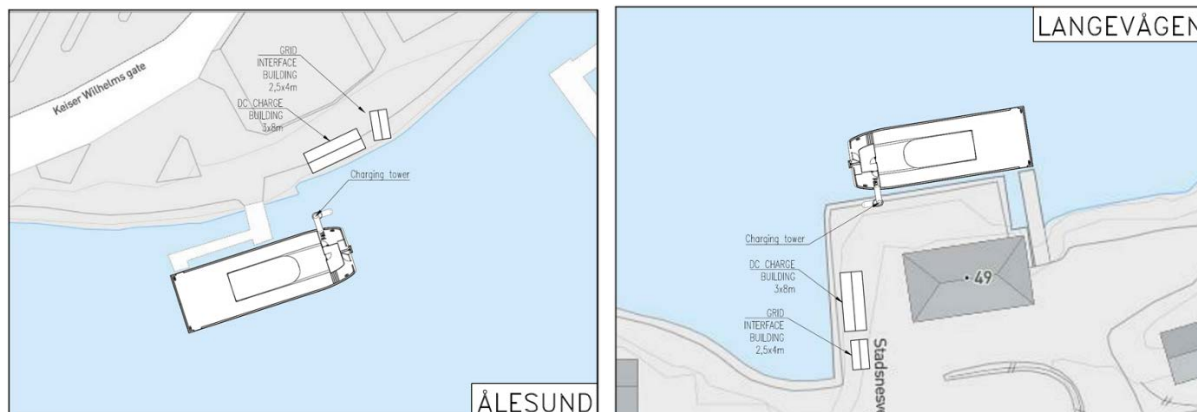 Keiser Wilhelms gate
GRID
INTERFACE
BUILDING
2,5x4m
DC CHARGE
BUILDING
3x8m
Charging tower
ÅLESUND
LANGEVÅGEN
Charging tower
DC CHARGE
BUILDING
3x8m
GRID
INTERFACE
BUILDING
2,5x4m
49